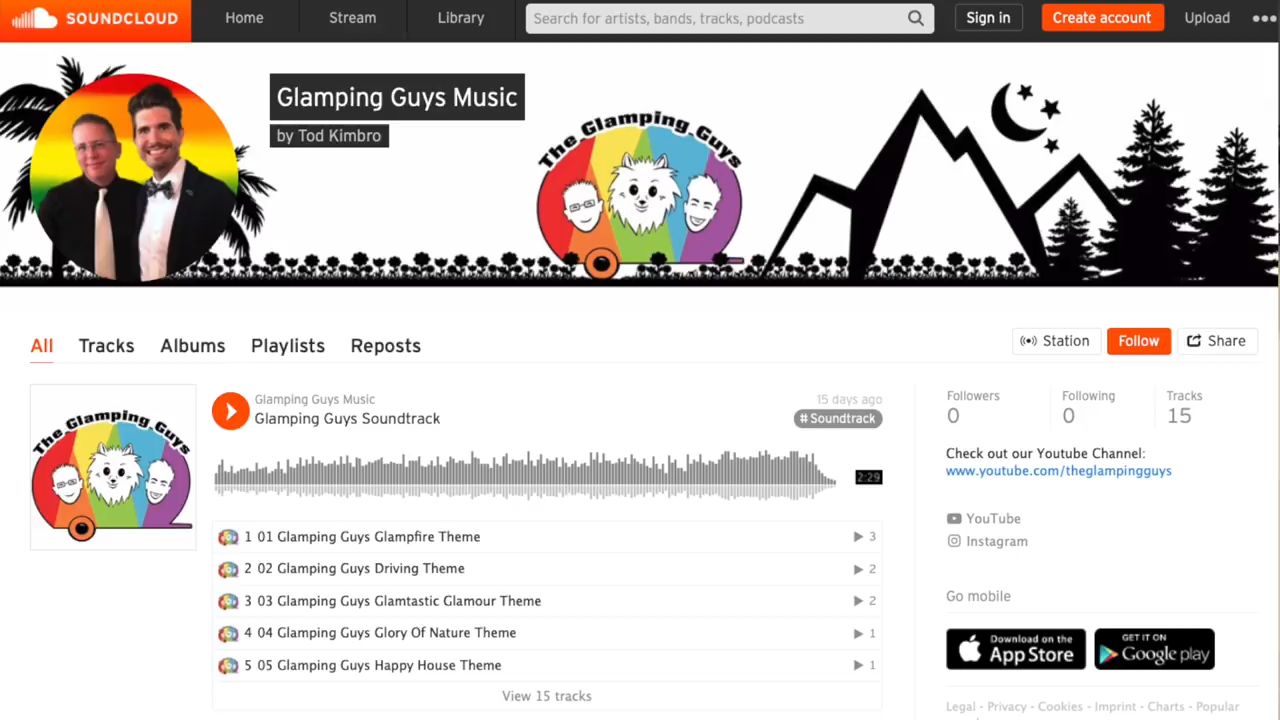 SOUNDCLOUD
Home
Stream
Library
Search for artists, bands, tracks, podcasts
Sign in
Create account
Upload
Glamping Guys Music
by Tod Kimbro
The Glamping Guys
All
Tracks
Albums
Playlists
Reposts
Station
Follow
Share
The Glamping Guys
Glamping Guys Music
15 days ago
Glamping Guys Soundtrack
# Soundtrack
2:29
1 01 Glamping Guys Glampfire Theme 3
2 02 Glamping Guys Driving Theme 2
3 03 Glamping Guys Glamtastic Glamour Theme 2
4 04 Glamping Guys Glory Of Nature Theme 1
5 05 Glamping Guys Happy House Theme 1
View 15 tracks
Followers
0
Following
0
Tracks
15
Check out our Youtube Channel:
www.youtube.com/theglampingguys
YouTube
Instagram
Go mobile
Download on the
App Store
GET IT ON
Google play
Legal - Privacy - Cookies - Imprint - Charts - Popular